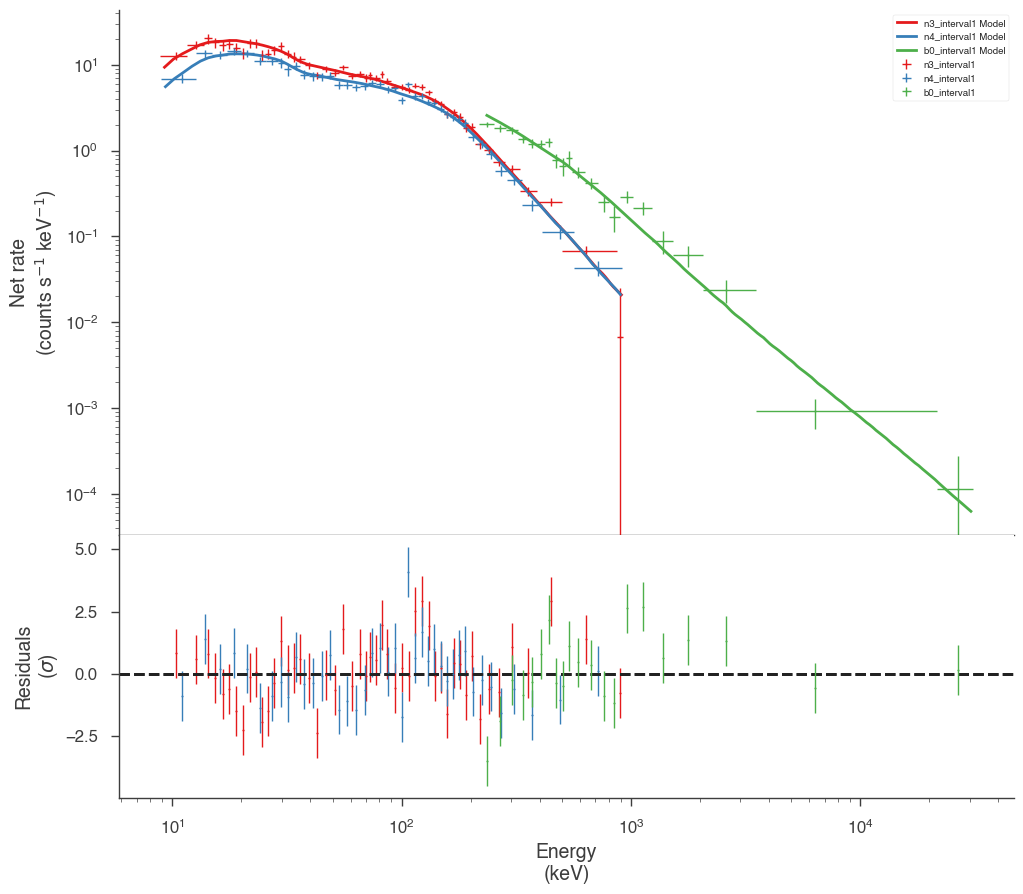 n3_interval1 Model
n4_interval1 Model
b0_interval1 Model
n3_interval1
n4_interval1
b0_interval1
10¹
10⁰
10⁻¹
10⁻²
10⁻³
10⁻⁴
Net rate
(counts s⁻¹ keV⁻¹)
5.0
2.5
0.0
−2.5
Residuals
(σ)
10¹ 10² 10³ 10⁴
Energy
(keV)